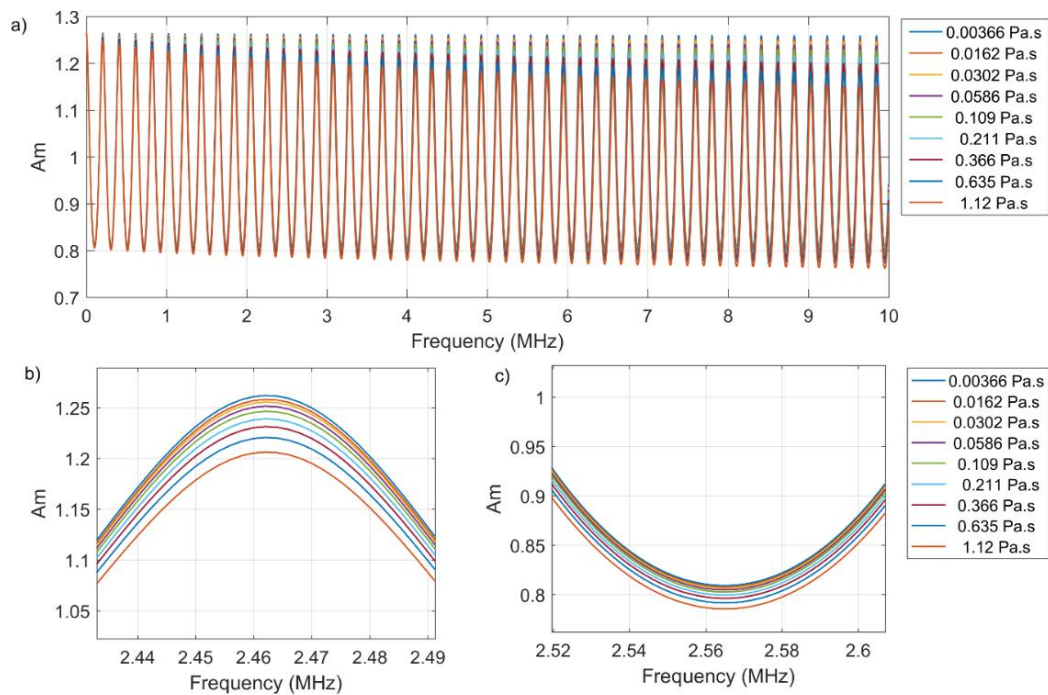 a)
1.3
1.2
1.1
1
0.9
0.8
0.7
Am
0 1 2 3 4 5 6 7 8 9 10
Frequency (MHz)
0.00366 Pa.s
0.0162 Pa.s
0.0302 Pa.s
0.0586 Pa.s
0.109 Pa.s
0.211 Pa.s
0.366 Pa.s
0.635 Pa.s
1.12 Pa.s
b)
1.25
1.2
1.15
1.1
1.05
Am
2.44 2.45 2.46 2.47 2.48 2.49
Frequency (MHz)
c)
1
0.95
0.9
0.85
0.8
Am
2.52 2.54 2.56 2.58 2.6
Frequency (MHz)
0.00366 Pa.s
0.0162 Pa.s
0.0302 Pa.s
0.0586 Pa.s
0.109 Pa.s
0.211 Pa.s
0.366 Pa.s
0.635 Pa.s
1.12 Pa.s